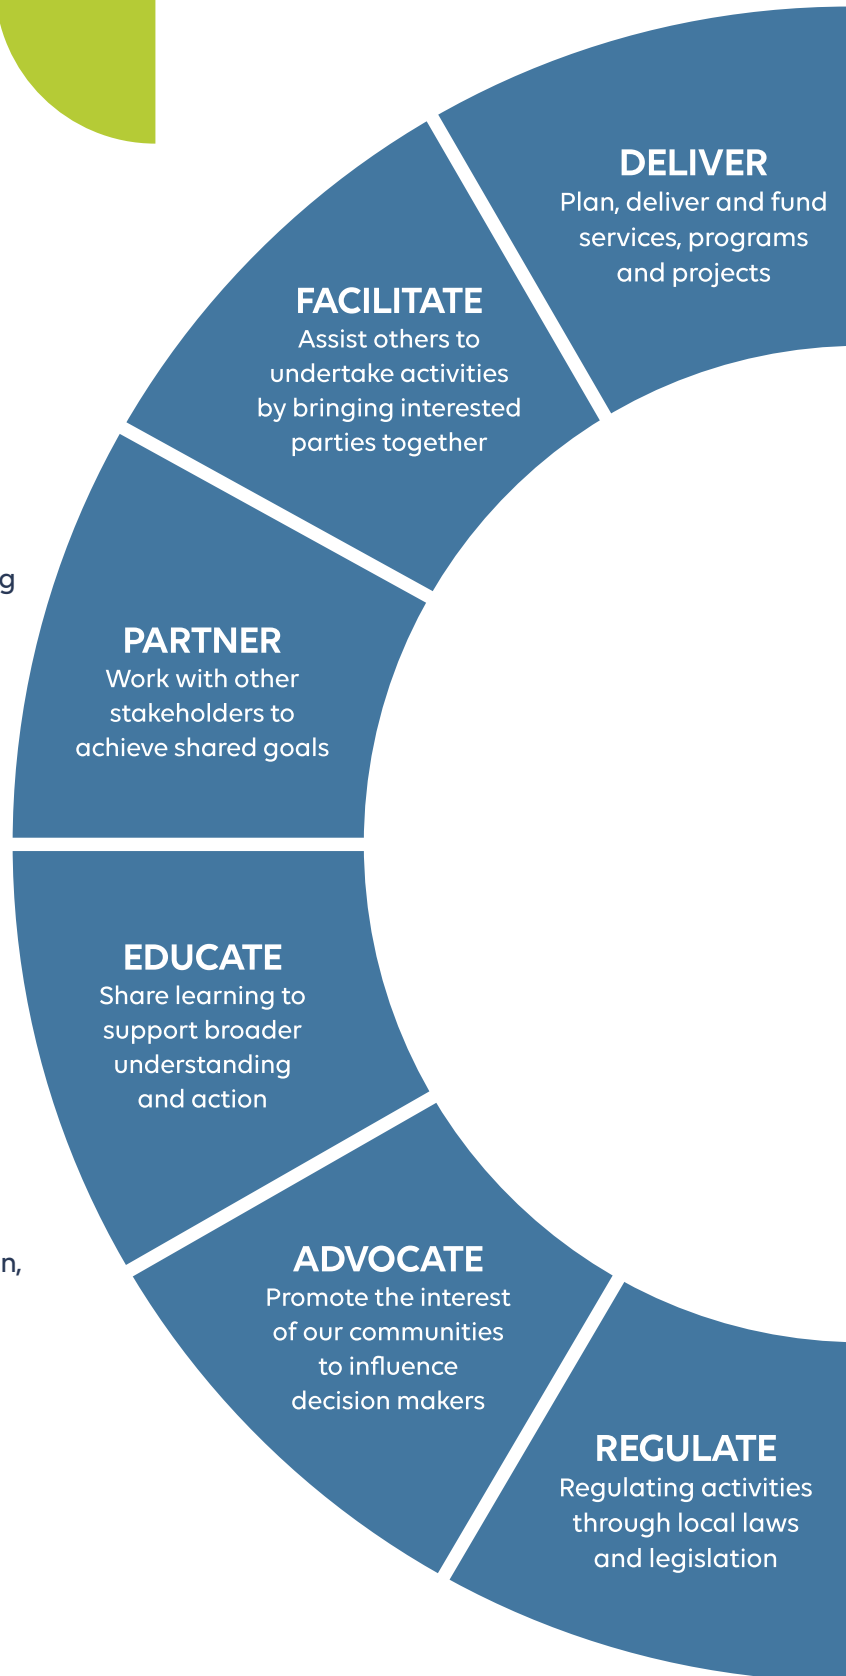 DELIVER
Plan, deliver and fund
services, programs
and projects
FACILITATE
Assist others to
undertake activities
by bringing interested
parties together
g
PARTNER
Work with other
stakeholders to
achieve shared goals
EDUCATE
Share learning to
support broader
understanding
and action
n,
ADVOCATE
Promote the interest
of our communities
to influence
decision makers
REGULATE
Regulating activities
through local laws
and legislation